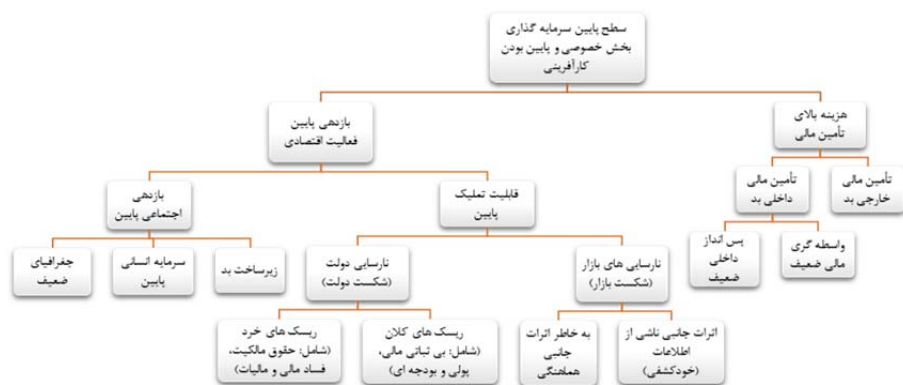 سطح پایین سرمایه گذاری
بخش خصوصی و پایین بودن
کارآفرینی
هزینه بالای
تأمین مالی
بازدهی پایین
فعالیت اقتصادی
تأمین مالی
خارجی بد
تأمین مالی
داخلی بد
قابلیت تملیک
پایین
بازدهی
اجتماعی پایین
واسطه گری
مالی ضعیف
پس انداز
داخلی
ضعیف
نارسایی های بازار
(شکست بازار)
نارسایی دولت
(شکست دولت)
زیرساخت بد
سرمایه انسانی
پایین
جغرافیای
ضعیف
اثرات جانبی ناشی از
اطلاعات
(خودکشفی)
به خاطر اثرات
جانبی
هماهنگی
ریسک های کلان
(شامل: بی ثباتی مالی،
پولی و بودجه ای)
ریسک های خرد
(شامل: حقوق مالکیت،
فساد مالی و مالیات)